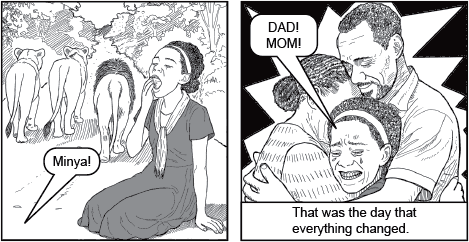 Minya!
DAD!
MOM!
That was the day that
everything changed.